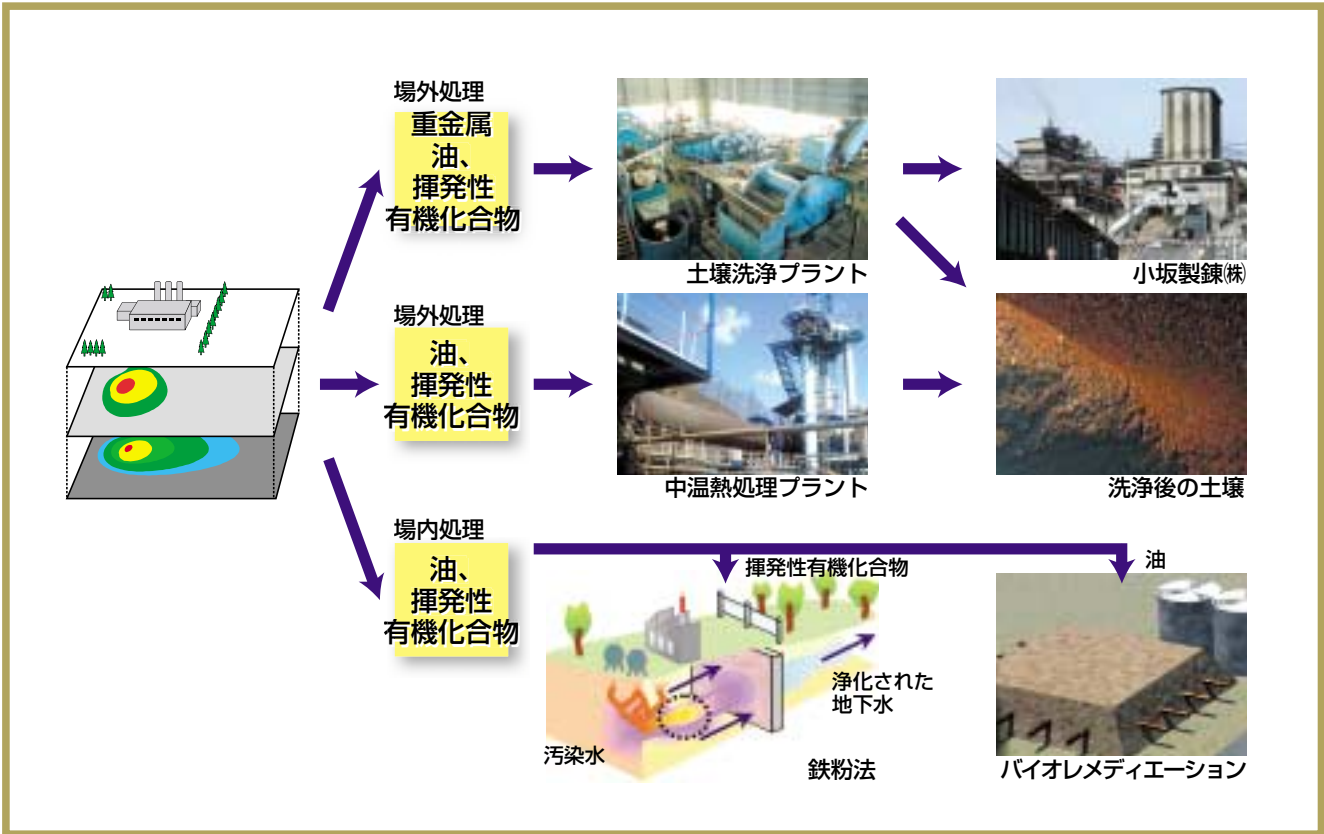 場外処理
重金属
油、
揮発性
有機化合物
土壌洗浄プラント
小坂製錬㈱
場外処理
油、
揮発性
有機化合物
中温熱処理プラント
洗浄後の土壌
場内処理
油、
揮発性
有機化合物
揮発性有機化合物
油
浄化された
地下水
汚染水
鉄粉法
バイオレメディエーション